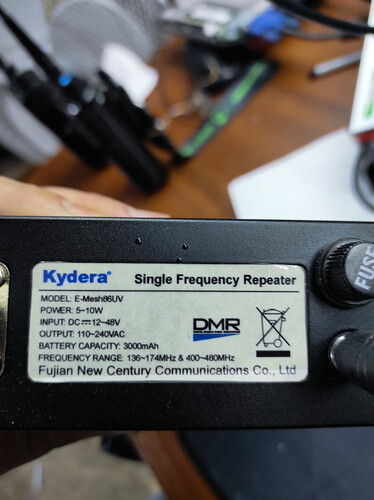 Kydera® Single Frequency Repeater
MODEL: E-Mesh86UV
POWER: 5~10W
INPUT: DC⎓12~48V
OUTPUT: 110~240VAC
BATTERY CAPACITY: 3000mAh
FREQUENCY RANGE: 136~174MHz & 400~480MHz
Fujian New Century Communications Co., Ltd
DMR
FUSE